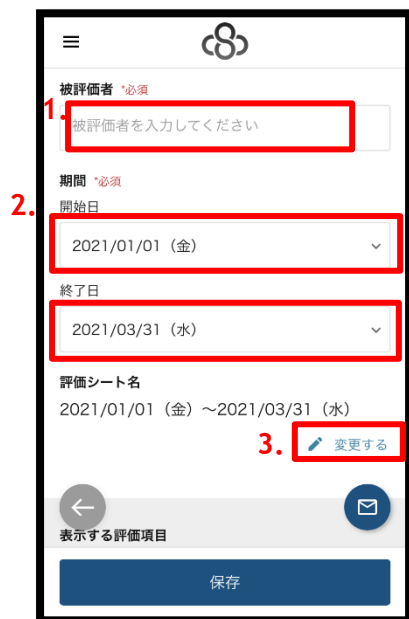 被評価者 *必須
1.
被評価者を入力してください
期間 *必須
2.
開始日
2021/01/01（金）
終了日
2021/03/31（水）
評価シート名
2021/01/01（金）～2021/03/31（水）
3. 変更する
表示する評価項目
保存